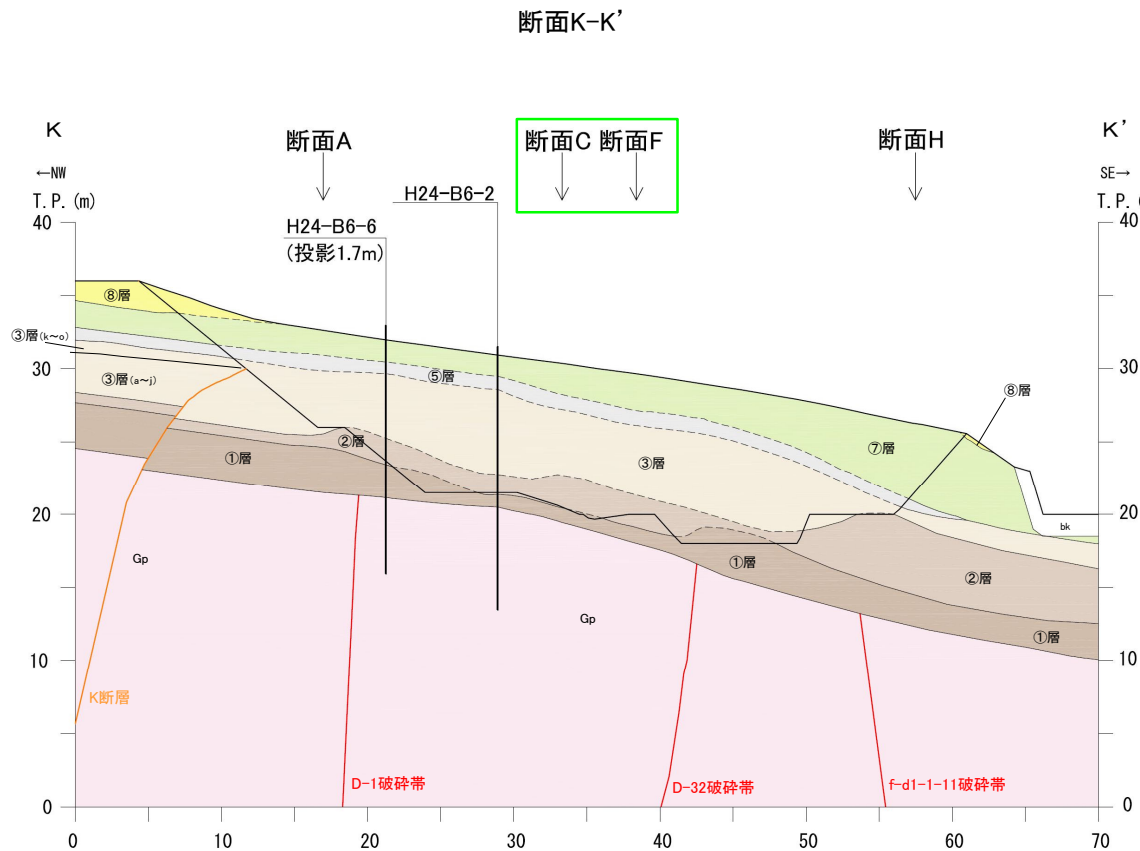 断面K-K’
K
K’
断面A
断面C 断面F
断面H
←NW
SE→
T.P.(m)
T.P.(
H24-B6-2
H24-B6-6
(投影1.7m)
40
40
⑧層
③層(k~o)
30
30
③層(a~j)
⑤層
⑧層
②層
⑦層
①層
③層
20
20
bk
Gp
①層
②層
Gp
①層
10
10
K断層
D-1破砕帯
D-32破砕帯
f-d1-1-11破砕帯
0
0
0 10 20 30 40 50 60 70